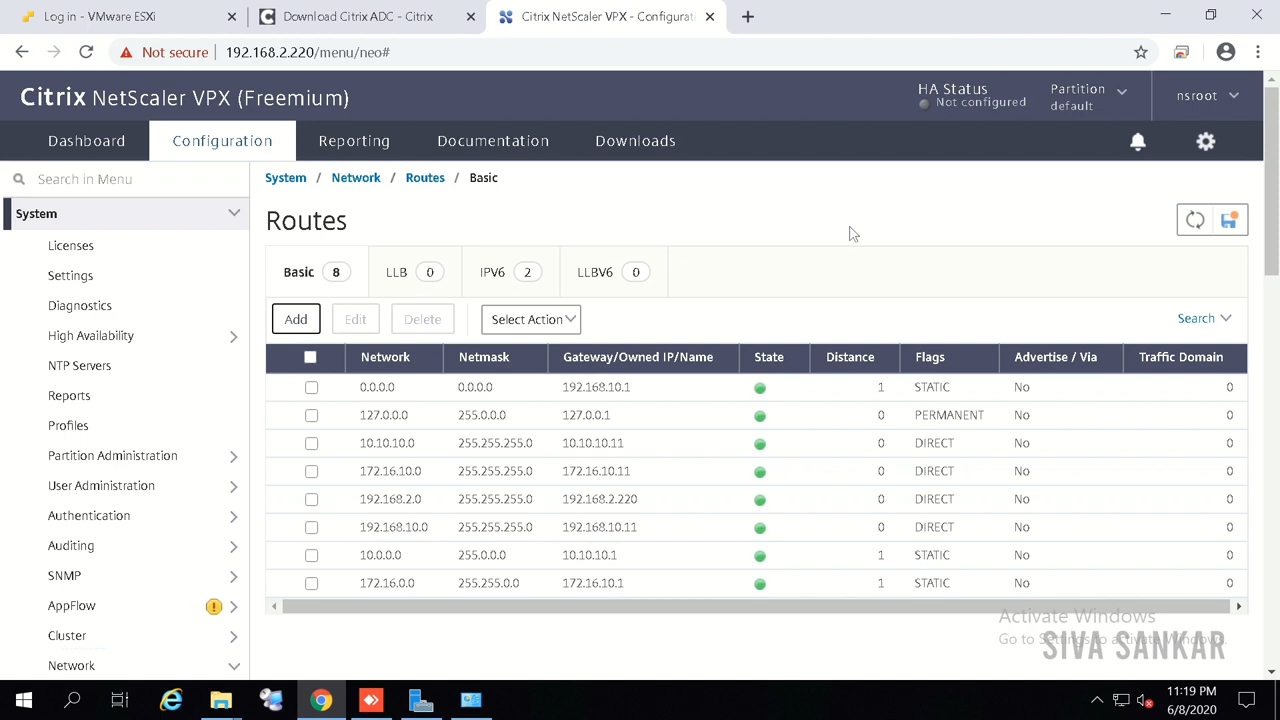 Log in - VMware ESXi
Download Citrix ADC - Citrix
Citrix NetScaler VPX - Configurati
Not secure
192.168.2.220/menu/neo#
Citrix NetScaler VPX (Freemium)
HA Status
Not configured
Partition
default
nsroot
Dashboard
Configuration
Reporting
Documentation
Downloads
Search in Menu
System
Licenses
Settings
Diagnostics
High Availability
NTP Servers
Reports
Profiles
Partition Administration
User Administration
Authentication
Auditing
SNMP
AppFlow
Cluster
Network
System / Network / Routes / Basic
Routes
Basic 8
LLB 0
IPV6 2
LLBV6 0
Add
Edit
Delete
Select Action
Search
Network Netmask Gateway/Owned IP/Name State Distance Flags Advertise / Via Traffic Domain
0.0.0.0 0.0.0.0 192.168.10.1 1 STATIC No 0
127.0.0.0 255.0.0.0 127.0.0.1 0 PERMANENT No 0
10.10.10.0 255.255.255.0 10.10.10.11 0 DIRECT No 0
172.16.10.0 255.255.255.0 172.16.10.11 0 DIRECT No 0
192.168.2.0 255.255.255.0 192.168.2.220 0 DIRECT No 0
192.168.10.0 255.255.255.0 192.168.10.11 0 DIRECT No 0
10.0.0.0 255.0.0.0 10.10.10.1 1 STATIC No 0
172.16.0.0 255.255.0.0 172.16.10.1 1 STATIC No 0
Activate Windows
Go to Settings to activate Windows.
SIVA SANKAR
11:19 PM
6/8/2020